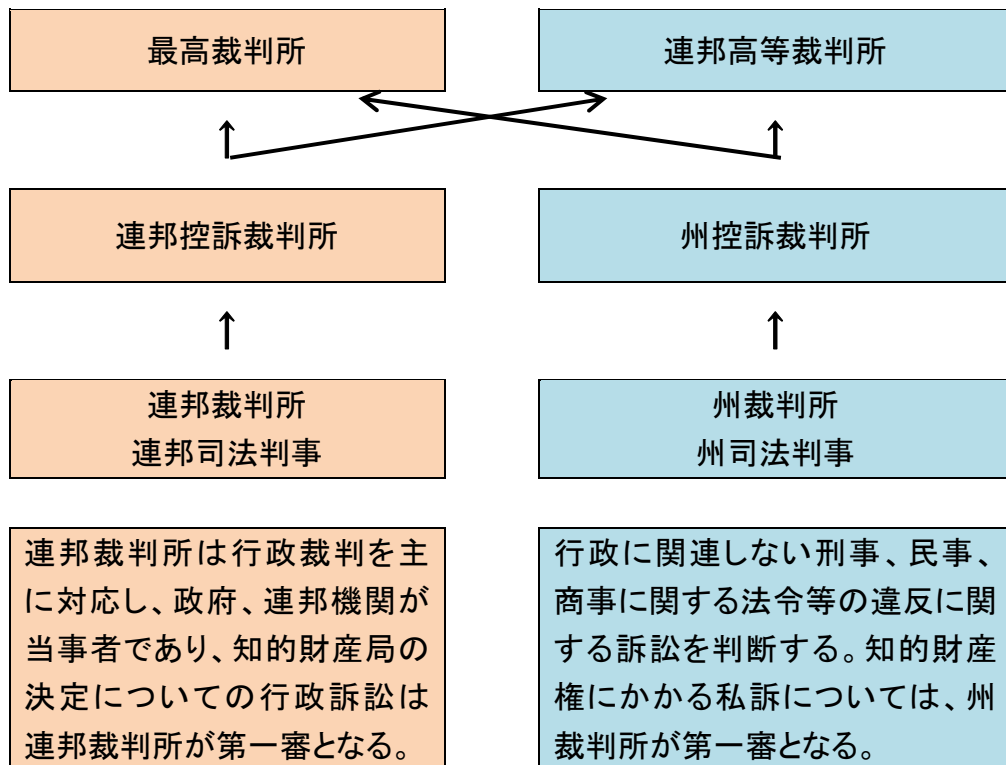 最高裁判所
連邦高等裁判所
連邦控訴裁判所
州控訴裁判所
連邦裁判所
連邦司法判事
州裁判所
州司法判事
連邦裁判所は行政裁判を主
に対応し、政府、連邦機関が
当事者であり、知的財産局の
決定についての行政訴訟は
連邦裁判所が第一審となる。
行政に関連しない刑事、民事、
商事に関する法令等の違反に関
する訴訟を判断する。知的財産
権にかかる私訴については、州
裁判所が第一審となる。